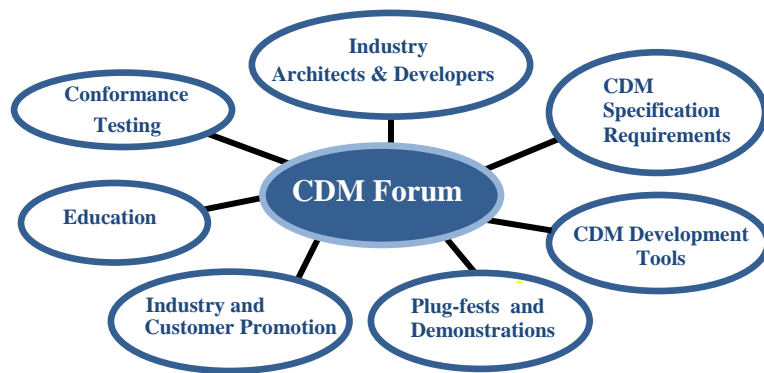 Industry
Architects & Developers
Conformance
Testing
CDM
Specification
Requirements
CDM Forum
Education
CDM Development
Tools
Industry and
Customer Promotion
Plug-fests and
Demonstrations